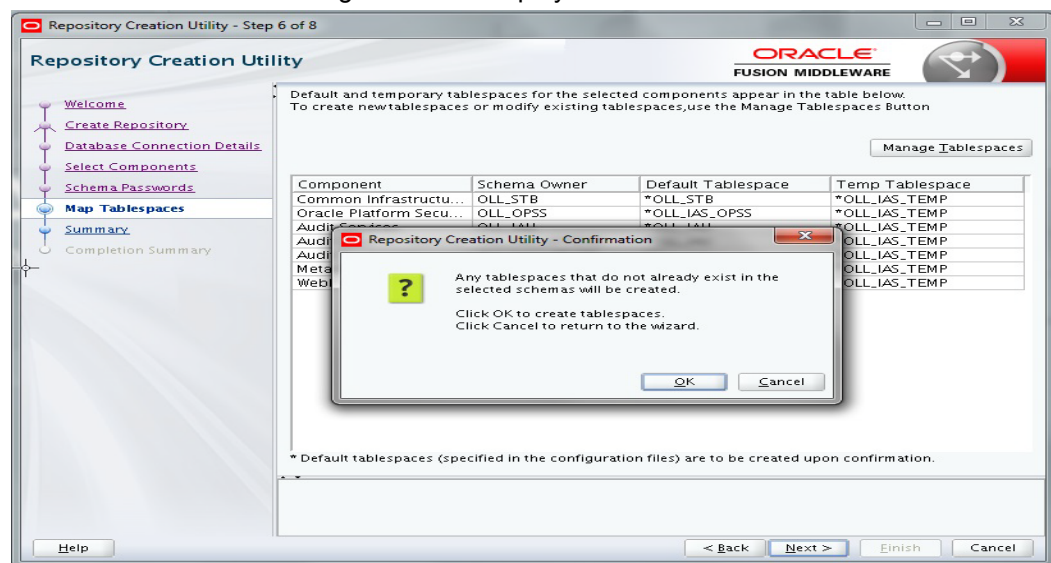 Repository Creation Utility - Step 6 of 8
Repository Creation Utility
ORACLE
FUSION MIDDLEWARE
Welcome
Create Repository
Database Connection Details
Select Components
Schema Passwords
Map Tablespaces
Summary
Completion Summary
Default and temporary tablespaces for the selected components appear in the table below.
To create new tablespaces or modify existing tablespaces,use the Manage Tablespaces Button
Manage Tablespaces
Component Schema Owner Default Tablespace Temp Tablespace
Common Infrastructu... OLL_STB *OLL_STB *OLL_IAS_TEMP
Oracle Platform Secu... OLL_OPSS *OLL_IAS_OPSS *OLL_IAS_TEMP
Audit Services OLL_IAU *OLL_IAU *OLL_IAS_TEMP
OLL_IAS_TEMP
OLL_IAS_TEMP
OLL_IAS_TEMP
OLL_IAS_TEMP
Repository Creation Utility - Confirmation
Any tablespaces that do not already exist in the
selected schemas will be created.
Click OK to create tablespaces.
Click Cancel to return to the wizard.
OK Cancel
* Default tablespaces (specified in the configuration files) are to be created upon confirmation.
Help < Back Next > Finish Cancel